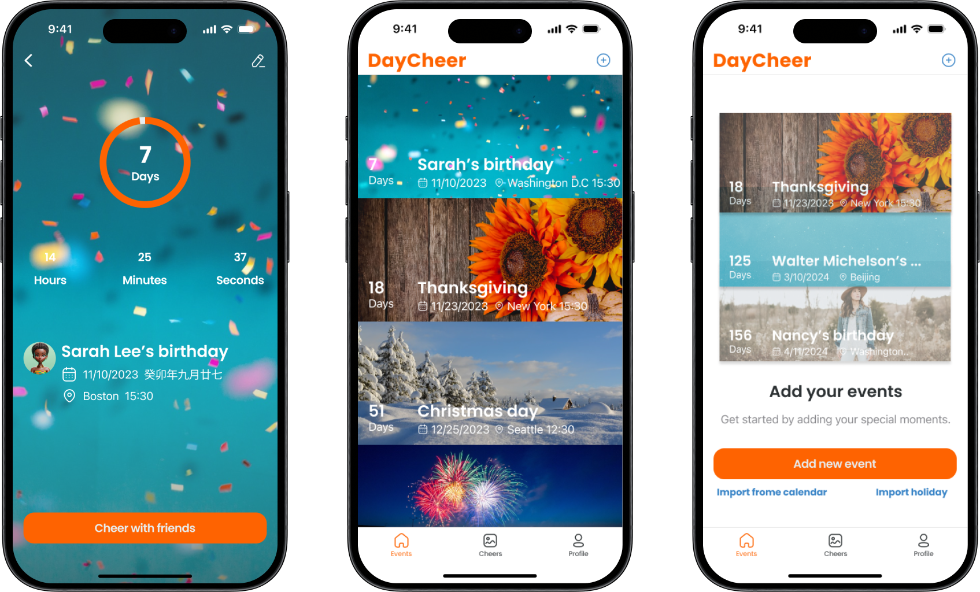 9:41
7
Days
14
25
37
Hours
Minutes
Seconds
Sarah Lee's birthday
11/10/2023 癸卯年九月廿七
Boston 15:30
Cheer with friends
9:41
DayCheer
7
Days
Sarah's birthday
11/10/2023 Washington D.C 15:30
18
Days
Thanksgiving
11/23/2023 New York 15:30
51
Days
Christmas day
12/25/2023 Seattle 12:30
Events
Cheers
Profile
9:41
DayCheer
18
Days
Thanksgiving
11/23/2023 New York 15:30
125
Days
Walter Michelson's ...
3/10/2024 Beijing
156
Days
Nancy's birthday
4/11/2024 Washington..
Add your events
Get started by adding your special moments.
Add new event
Import frome calendar
Import holiday
Events
Cheers
Profile